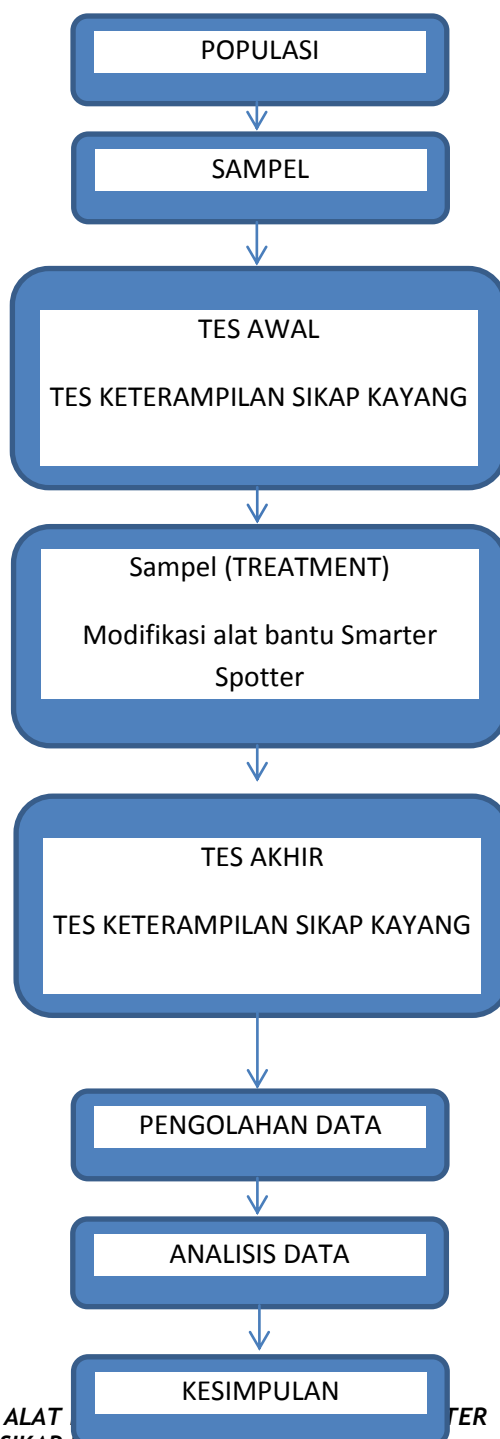 POPULASI
SAMPEL
TES AWAL
TES KETERAMPILAN SIKAP KAYANG
Sampel (TREATMENT)
Modifikasi alat bantu Smarter
Spotter
TES AKHIR
TES KETERAMPILAN SIKAP KAYANG
PENGOLAHAN DATA
ANALISIS DATA
KESIMPULAN
ALAT TER